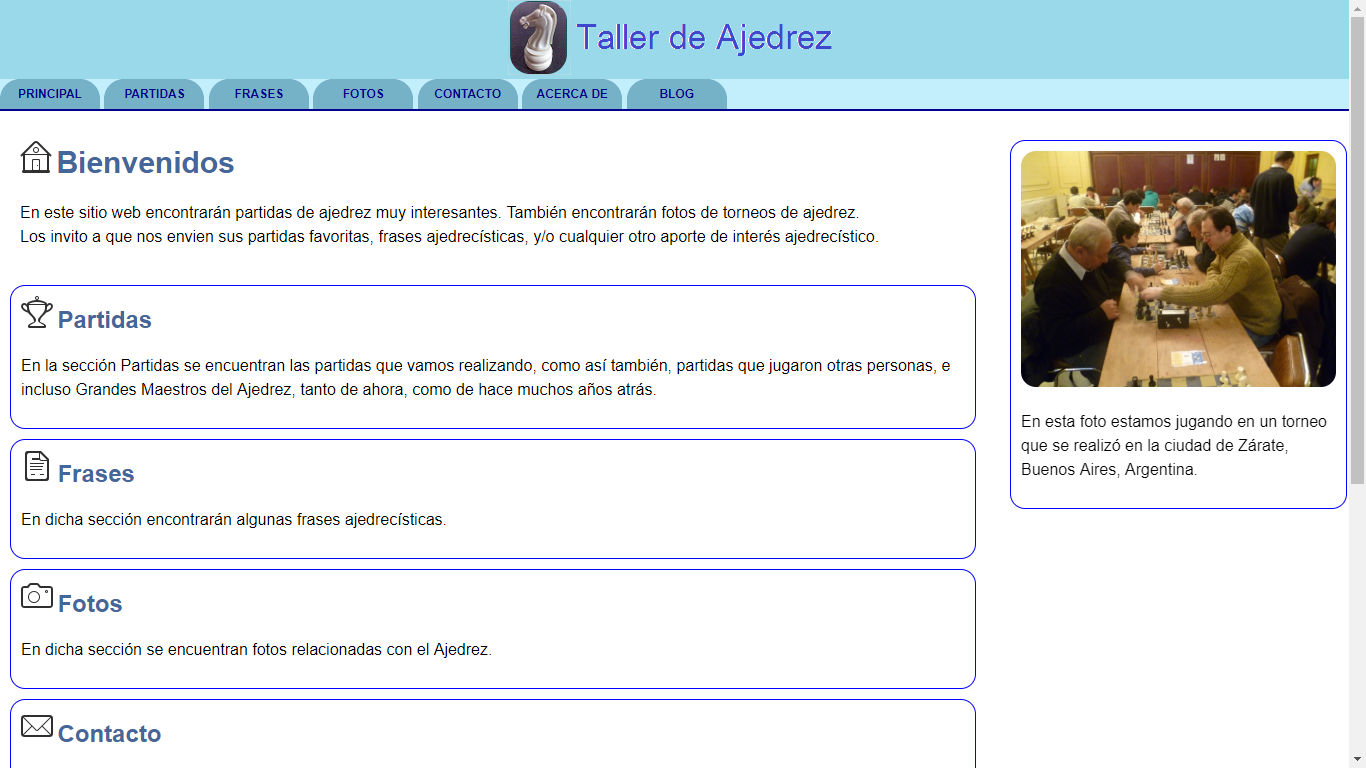 Taller de Ajedrez
PRINCIPAL
PARTIDAS
FRASES
FOTOS
CONTACTO
ACERCA DE
BLOG
Bienvenidos
En este sitio web encontrarán partidas de ajedrez muy interesantes. También encontrarán fotos de torneos de ajedrez.
Los invito a que nos envien sus partidas favoritas, frases ajedrecísticas, y/o cualquier otro aporte de interés ajedrecístico.
Partidas
En la sección Partidas se encuentran las partidas que vamos realizando, como así también, partidas que jugaron otras personas, e
incluso Grandes Maestros del Ajedrez, tanto de ahora, como de hace muchos años atrás.
Frases
En dicha sección encontrarán algunas frases ajedrecísticas.
Fotos
En dicha sección se encuentran fotos relacionadas con el Ajedrez.
Contacto
En esta foto estamos jugando en un torneo
que se realizó en la ciudad de Zárate,
Buenos Aires, Argentina.